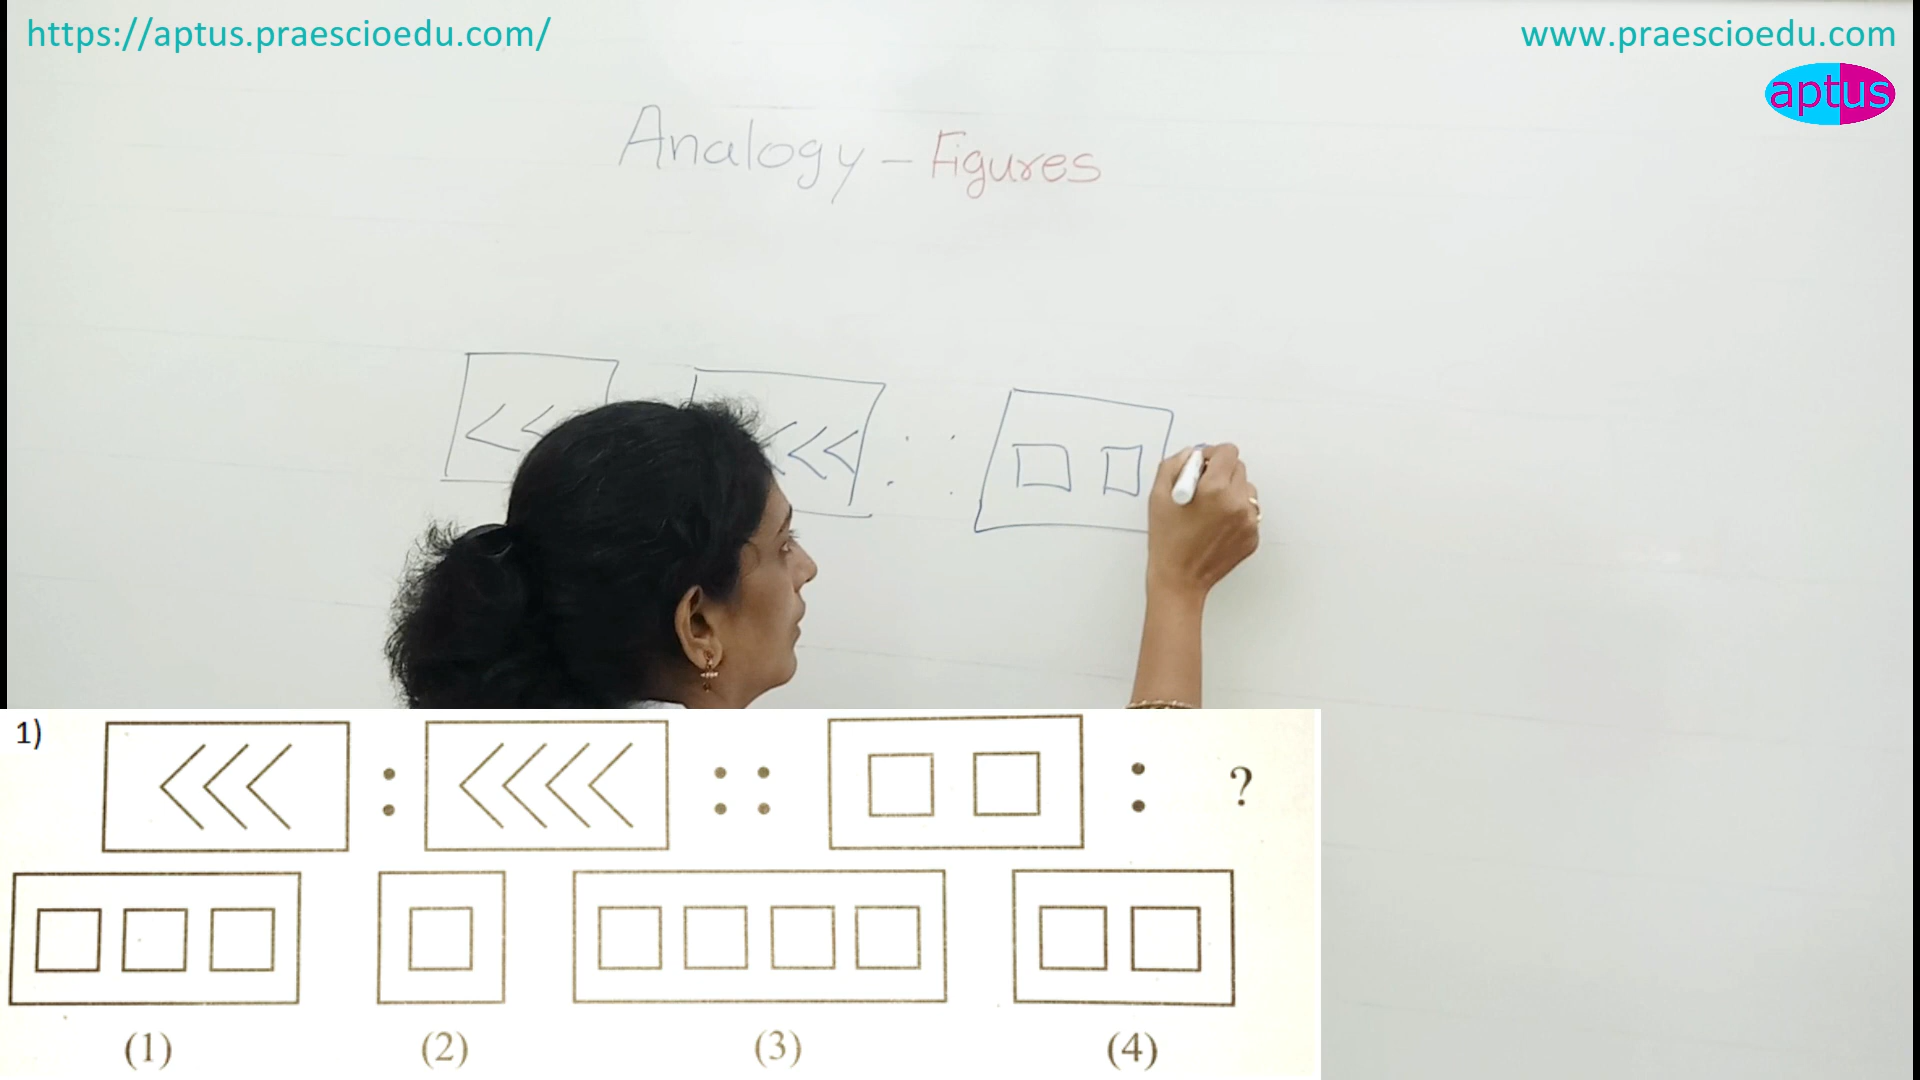 https://aptus.praescioedu.com/
www.praescioedu.com
aptus
Analogy - Figures
1)
: :: : ?
(1) (2) (3) (4)